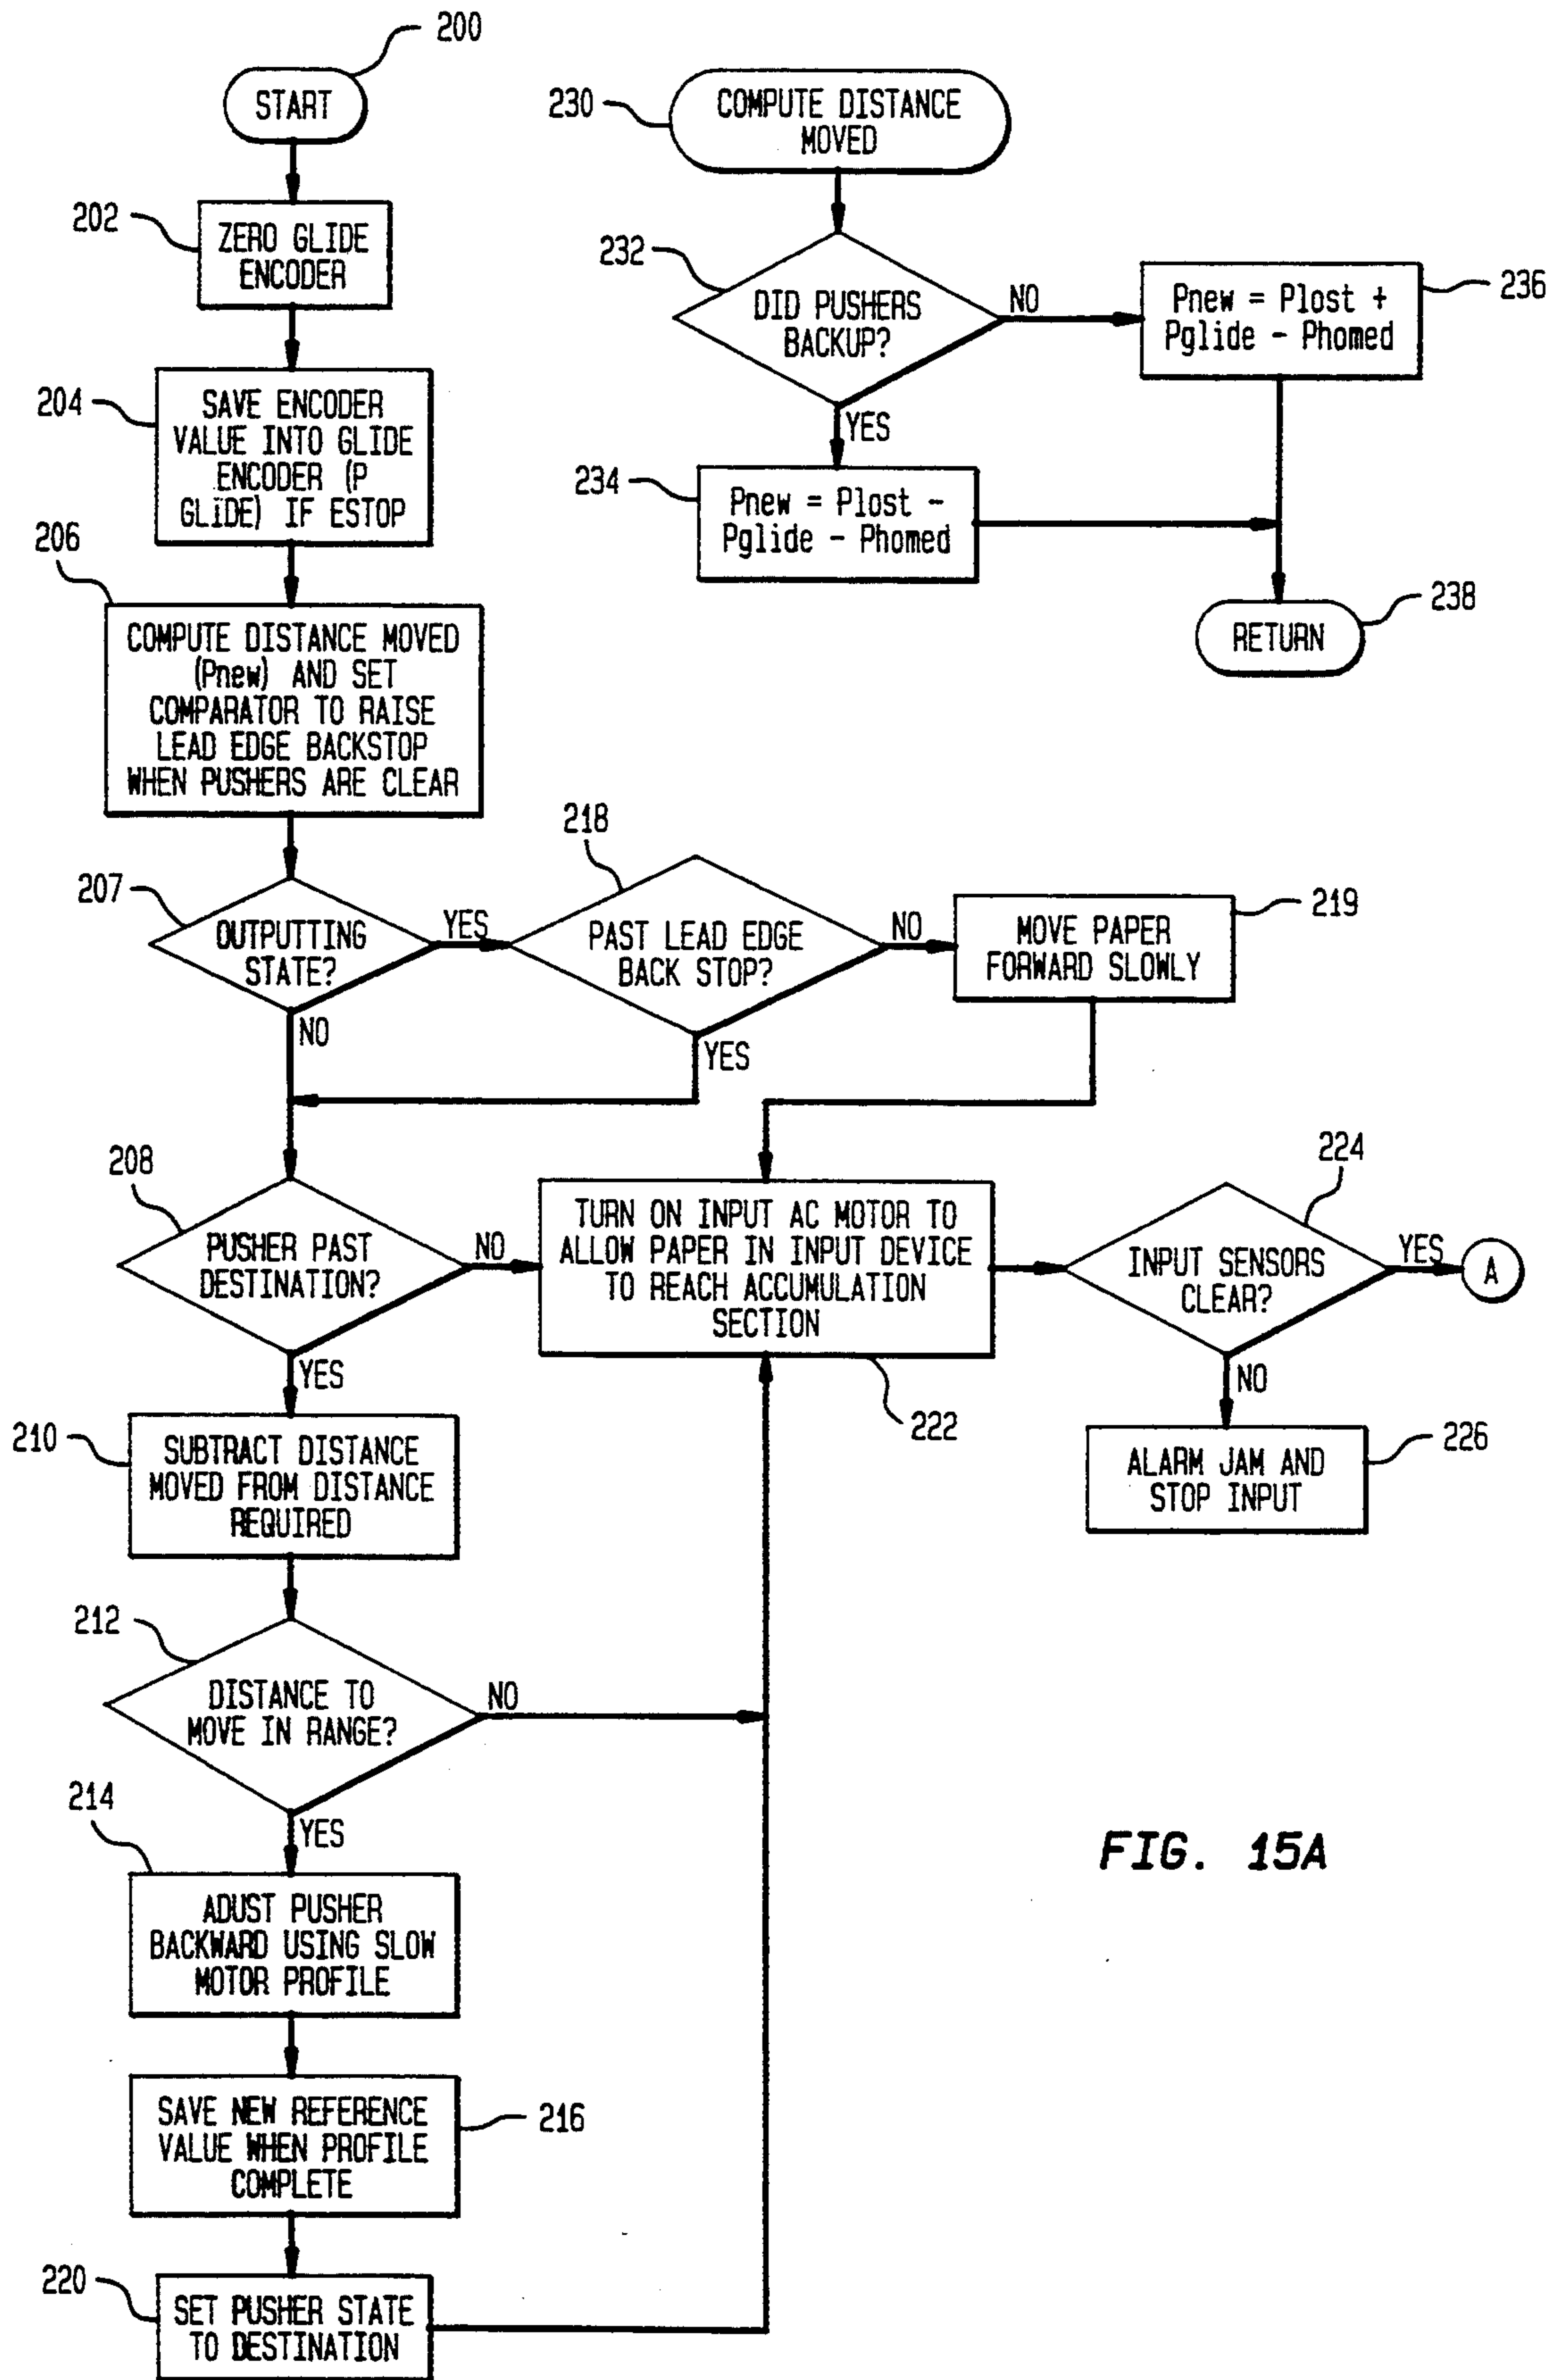 200
START
202
ZERO GLIDE
ENCODER
204
SAVE ENCODER
VALUE INTO GLIDE
ENCODER (P
GLIDE) IF ESTOP
206
COMPUTE DISTANCE MOVED
(Pnew) AND SET
COMPARATOR TO RAISE
LEAD EDGE BACKSTOP
WHEN PUSHERS ARE CLEAR
230
COMPUTE DISTANCE
MOVED
232
DID PUSHERS
BACKUP?
NO
YES
236
Pnew = Plost +
Pglide - Phomed
234
Pnew = Plost -
Pglide - Phomed
238
RETURN
207
OUTPUTTING
STATE?
YES
NO
218
PAST LEAD EDGE
BACK STOP?
NO
YES
219
MOVE PAPER
FORWARD SLOWLY
208
PUSHER PAST
DESTINATION?
NO
YES
TURN ON INPUT AC MOTOR TO
ALLOW PAPER IN INPUT DEVICE
TO REACH ACCUMULATION
SECTION
222
224
INPUT SENSORS
CLEAR?
YES
A
NO
226
ALARM JAM AND
STOP INPUT
210
SUBTRACT DISTANCE
MOVED FROM DISTANCE
REQUIRED
212
DISTANCE TO
MOVE IN RANGE?
NO
YES
214
ADUST PUSHER
BACKWARD USING SLOW
MOTOR PROFILE
216
SAVE NEW REFERENCE
VALUE WHEN PROFILE
COMPLETE
220
SET PUSHER STATE
TO DESTINATION
FIG. 15A